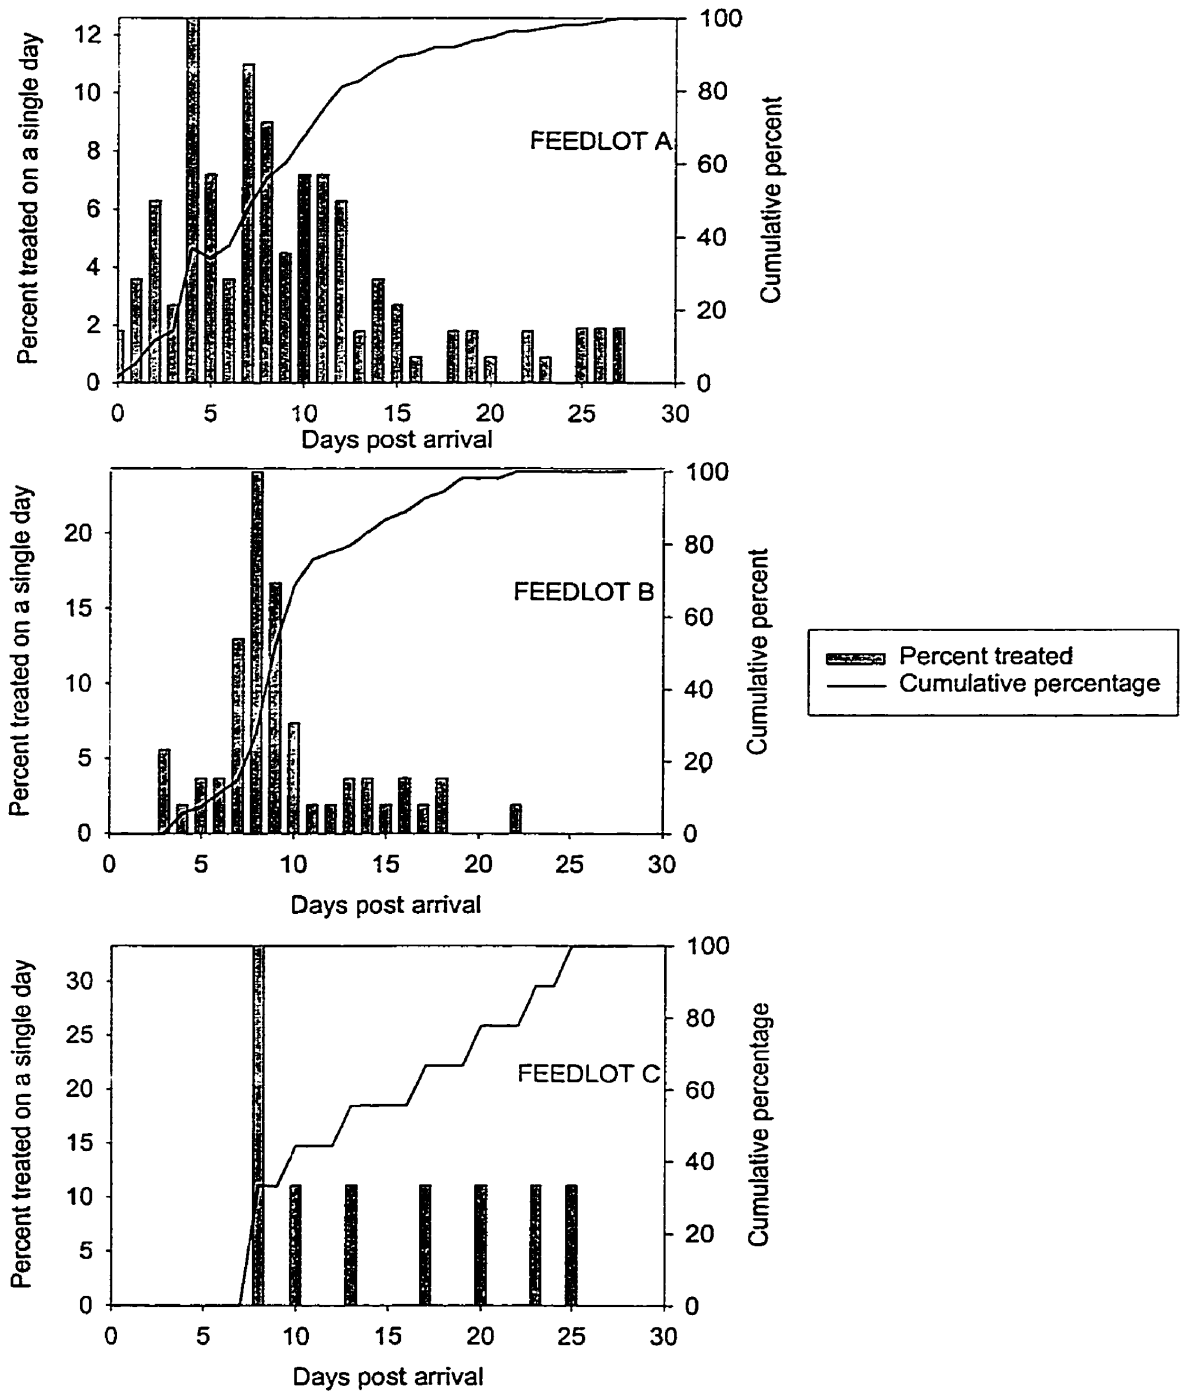 Percent treated on a single day
12
10
8
6
4
2
0
100
80
60
40
20
0
Cumulative percent
FEEDLOT A
0 5 10 15 20 25 30
Days post arrival
Percent treated on a single day
20
15
10
5
0
100
80
60
40
20
0
Cumulative percent
FEEDLOT B
0 5 10 15 20 25 30
Days post arrival
Percent treated
Cumulative percentage
Percent treated on a single day
30
25
20
15
10
5
0
100
80
60
40
20
0
Cumulative percentage
FEEDLOT C
0 5 10 15 20 25 30
Days post arrival